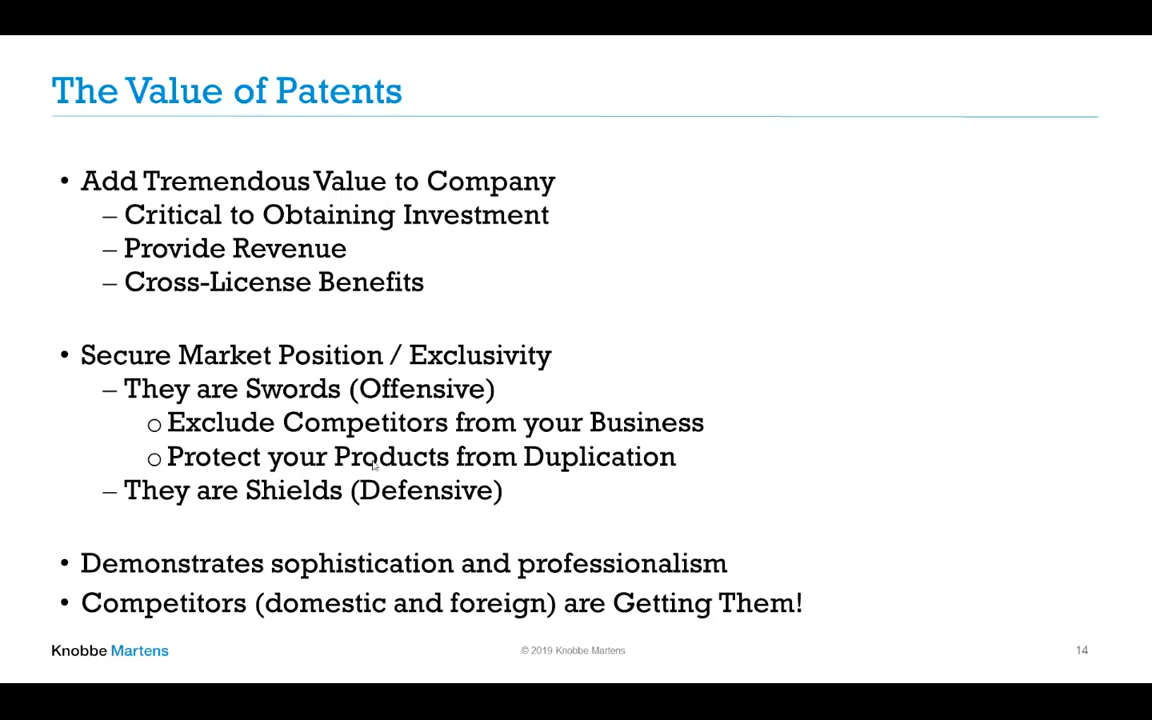 The Value of Patents
• Add Tremendous Value to Company
– Critical to Obtaining Investment
– Provide Revenue
– Cross-License Benefits
• Secure Market Position / Exclusivity
– They are Swords (Offensive)
o Exclude Competitors from your Business
o Protect your Products from Duplication
– They are Shields (Defensive)
• Demonstrates sophistication and professionalism
• Competitors (domestic and foreign) are Getting Them!
Knobbe Martens © 2019 Knobbe Martens 14